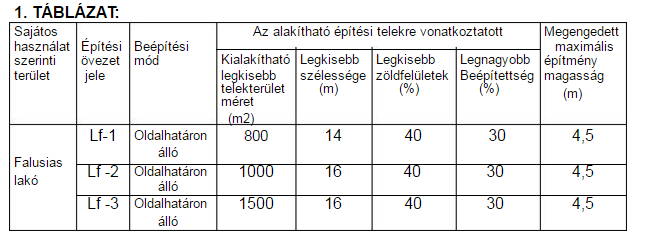 1. TÁBLÁZAT:
Sajátos használat szerinti terület
Építési övezet jele
Beépítési mód
Az alakítható építési telekre vonatkoztatott
Megengedett maximális építmény magasság (m)
Kialakítható legkisebb telekterület méret (m2)
Legkisebb szélessége (m)
Legkisebb zöldfelületek (%)
Legnagyobb Beépítettség (%)
Falusias lakó
Lf-1 Oldalhatáron álló 800 14 40 30 4,5
Lf -2 Oldalhatáron álló 1000 16 40 30 4,5
Lf -3 Oldalhatáron álló 1500 16 40 30 4,5